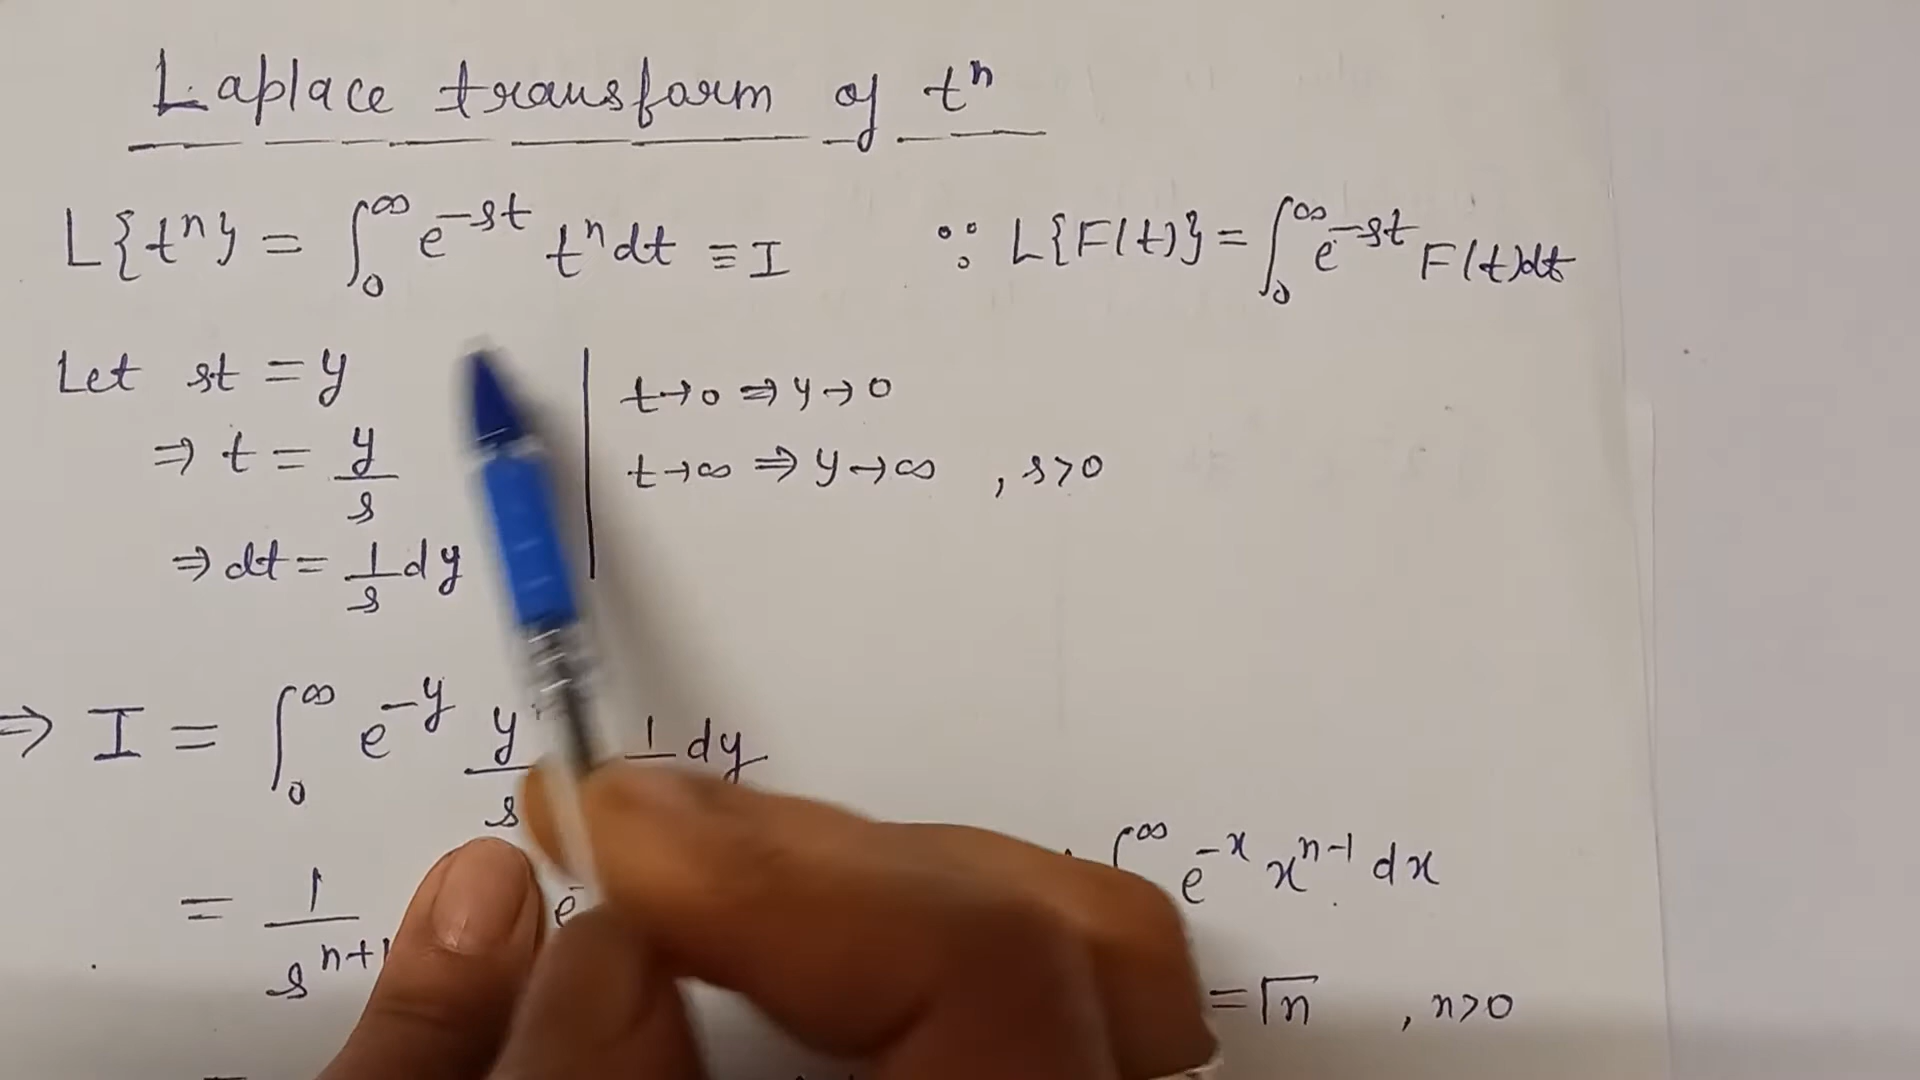 Laplace transform of tⁿ
L{tⁿ} = ∫₀^∞ e^{-st} tⁿ dt ≡ I ∵ L{F(t)} = ∫₀^∞ e^{-st} F(t)dt
Let st = y
t→0 ⇒ y→0
⇒ t = y/s
t→∞ ⇒ y→∞ , s>0
⇒ dt = 1/s dy
⇒ I = ∫₀^∞ e^{-y} y/s 1 dy
= 1/s^{n+1} e ∫^∞ e^{-x} x^{n-1} dx
= Γn , n>0